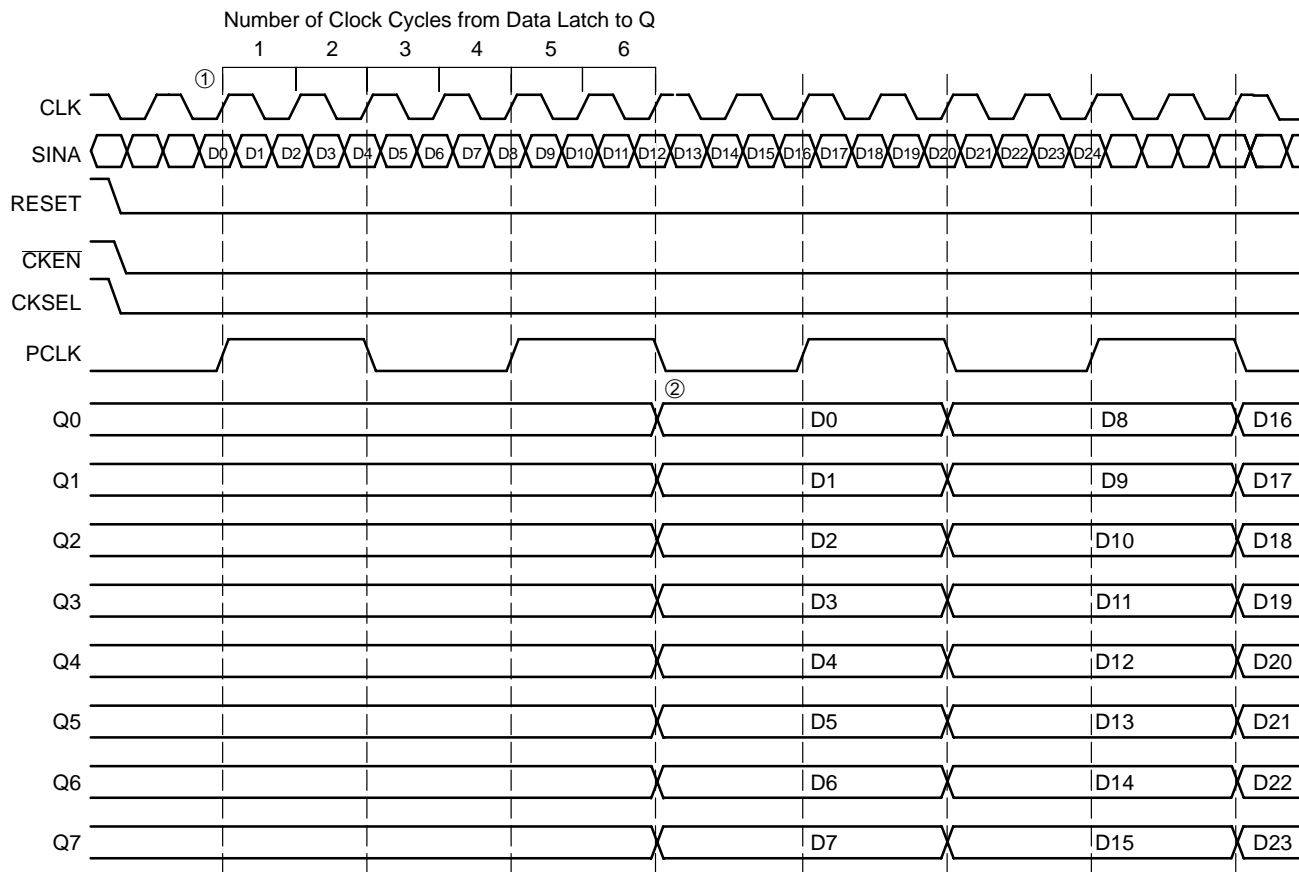 Number of Clock Cycles from Data Latch to Q
1 2 3 4 5 6
①
CLK
SINA D0 D1 D2 D3 D4 D5 D6 D7 D8 D9 D10 D11 D12 D13 D14 D15 D16 D17 D18 D19 D20 D21 D22 D23 D24
RESET
CKEN
CKSEL
PCLK
②
Q0 D0 D8 D16
Q1 D1 D9 D17
Q2 D2 D10 D18
Q3 D3 D11 D19
Q4 D4 D12 D20
Q5 D5 D13 D21
Q6 D6 D14 D22
Q7 D7 D15 D23